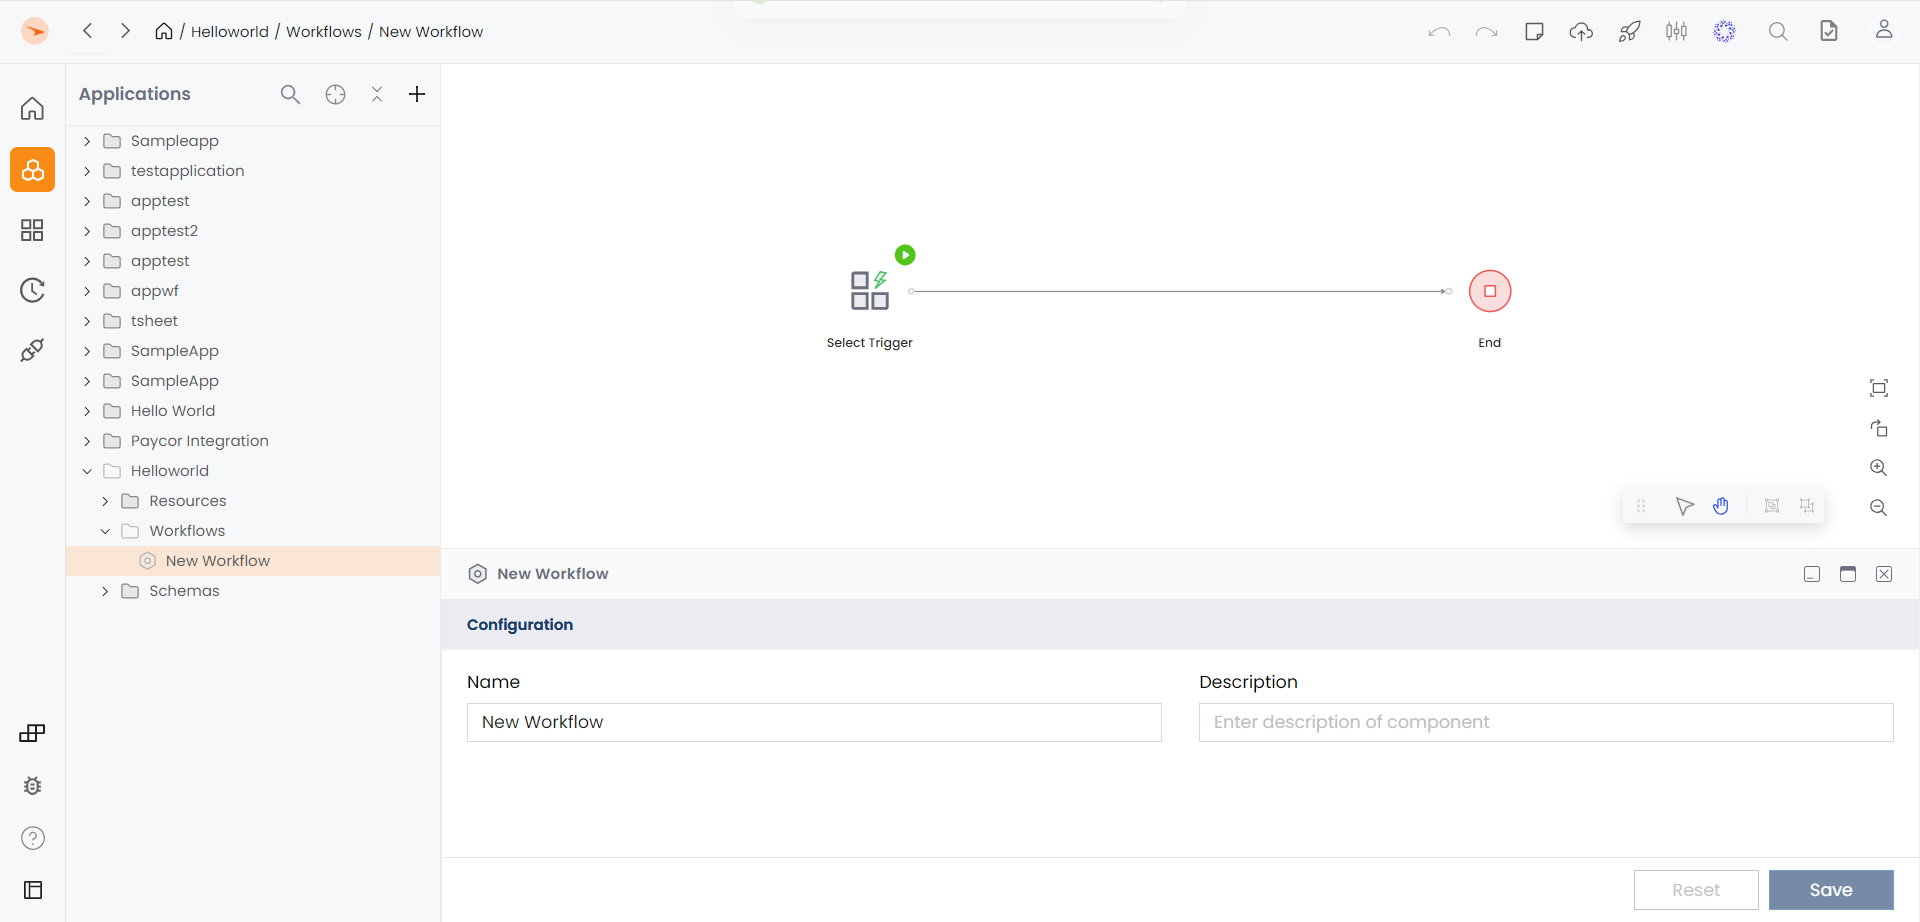 / Helloworld / Workflows / New Workflow
Applications
Sampleapp
testapplication
apptest
apptest2
apptest
appwf
tsheet
SampleApp
SampleApp
Hello World
Paycor Integration
Helloworld
Resources
Workflows
New Workflow
Schemas
Select Trigger
End
New Workflow
Configuration
Name
Description
New Workflow
Enter description of component
Reset
Save